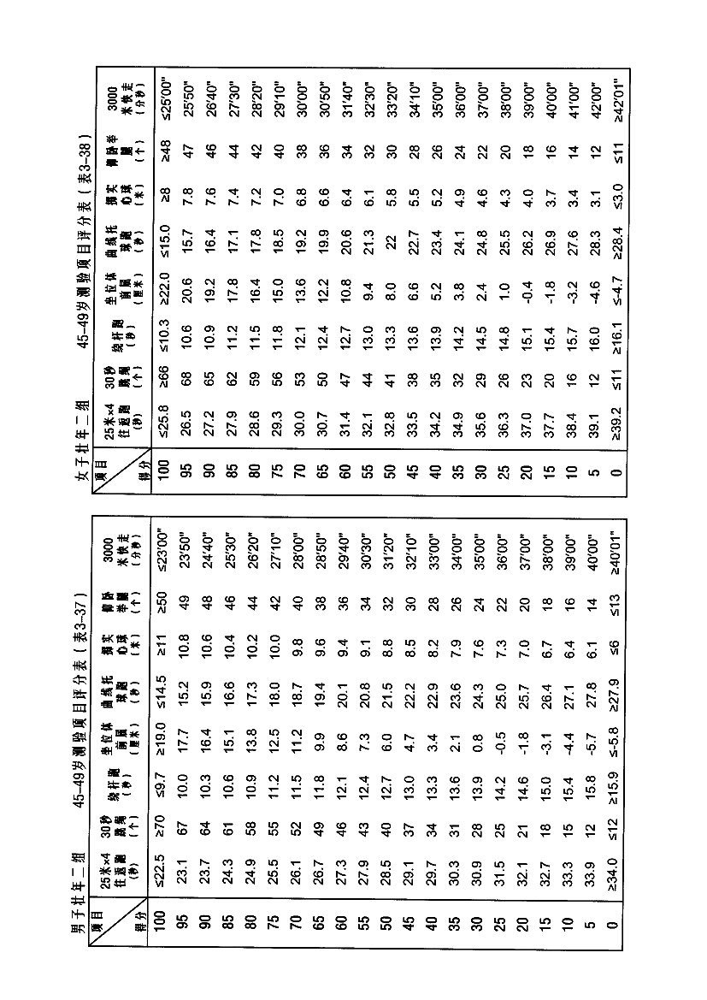 男子壮年二组 45–49岁测验项目评分表(表3–37)
项目 25米×4 30秒 绕杆跑 坐位体 曲线托 掷实 仰卧 3000
往返跑 跳绳 (秒) 前屈 球跑 心球 举腿 米快走
得分 (秒) (个) (厘米) (秒) (米) (个) (分秒)
100 ≤22.5 ≥70 ≤9.7 ≥19.0 ≤14.5 ≥11 ≥50 ≤23'00"
95 23.1 67 10.0 17.7 15.2 10.8 49 23'50"
90 23.7 64 10.3 16.4 15.9 10.6 48 24'40"
85 24.3 61 10.6 15.1 16.6 10.4 46 25'30"
80 24.9 58 10.9 13.8 17.3 10.2 44 26'20"
75 25.5 55 11.2 12.5 18.0 10.0 42 27'10"
70 26.1 52 11.5 11.2 18.7 9.8 40 28'00"
65 26.7 49 11.8 9.9 19.4 9.6 38 28'50"
60 27.3 46 12.1 8.6 20.1 9.4 36 29'40"
55 27.9 43 12.4 7.3 20.8 9.1 34 30'30"
50 28.5 40 12.7 6.0 21.5 8.8 32 31'20"
45 29.1 37 13.0 4.7 22.2 8.5 30 32'10"
40 29.7 34 13.3 3.4 22.9 8.2 28 33'00"
35 30.3 31 13.6 2.1 23.6 7.9 26 34'00"
30 30.9 28 13.9 0.8 24.3 7.6 24 35'00"
25 31.5 25 14.2 -0.5 25.0 7.3 22 36'00"
20 32.1 21 14.6 -1.8 25.7 7.0 20 37'00"
15 32.7 18 15.0 -3.1 26.4 6.7 18 38'00"
10 33.3 15 15.4 -4.4 27.1 6.4 16 39'00"
5 33.9 12 15.8 -5.7 27.8 6.1 14 40'00"
0 ≥34.0 ≤12 ≥15.9 ≤-5.8 ≥27.9 ≤6 ≤13 ≥40'01"
女子壮年二组 45–49岁测验项目评分表(表3–38)
项目 25米×4 30秒 绕杆跑 坐位体 曲线托 掷实 仰卧举 3000
往返跑 跳绳 (秒) 前屈 球跑 心球 腿 米快走
得分 (秒) (个) (厘米) (秒) (米) (个) (分秒)
100 ≤25.8 ≥66 ≤10.3 ≥22.0 ≤15.0 ≥8 ≥48 ≤25'00"
95 26.5 68 10.6 20.6 15.7 7.8 47 25'50"
90 27.2 65 10.9 19.2 16.4 7.6 46 26'40"
85 27.9 62 11.2 17.8 17.1 7.4 44 27'30"
80 28.6 59 11.5 16.4 17.8 7.2 42 28'20"
75 29.3 56 11.8 15.0 18.5 7.0 40 29'10"
70 30.0 53 12.1 13.6 19.2 6.8 38 30'00"
65 30.7 50 12.4 12.2 19.9 6.6 36 30'50"
60 31.4 47 12.7 10.8 20.6 6.4 34 31'40"
55 32.1 44 13.0 9.4 21.3 6.1 32 32'30"
50 32.8 41 13.3 8.0 22 5.8 30 33'20"
45 33.5 38 13.6 6.6 22.7 5.5 28 34'10"
40 34.2 35 13.9 5.2 23.4 5.2 26 35'00"
35 34.9 32 14.2 3.8 24.1 4.9 24 36'00"
30 35.6 29 14.5 2.4 24.8 4.6 22 37'00"
25 36.3 26 14.8 1.0 25.5 4.3 20 38'00"
20 37.0 23 15.1 -0.4 26.2 4.0 18 39'00"
15 37.7 20 15.4 -1.8 26.9 3.7 16 40'00"
10 38.4 16 15.7 -3.2 27.6 3.4 14 41'00"
5 39.1 12 16.0 -4.6 28.3 3.1 12 42'00"
0 ≥39.2 ≤11 ≥16.1 ≤-4.7 ≥28.4 ≤3.0 ≤11 ≥42'01"